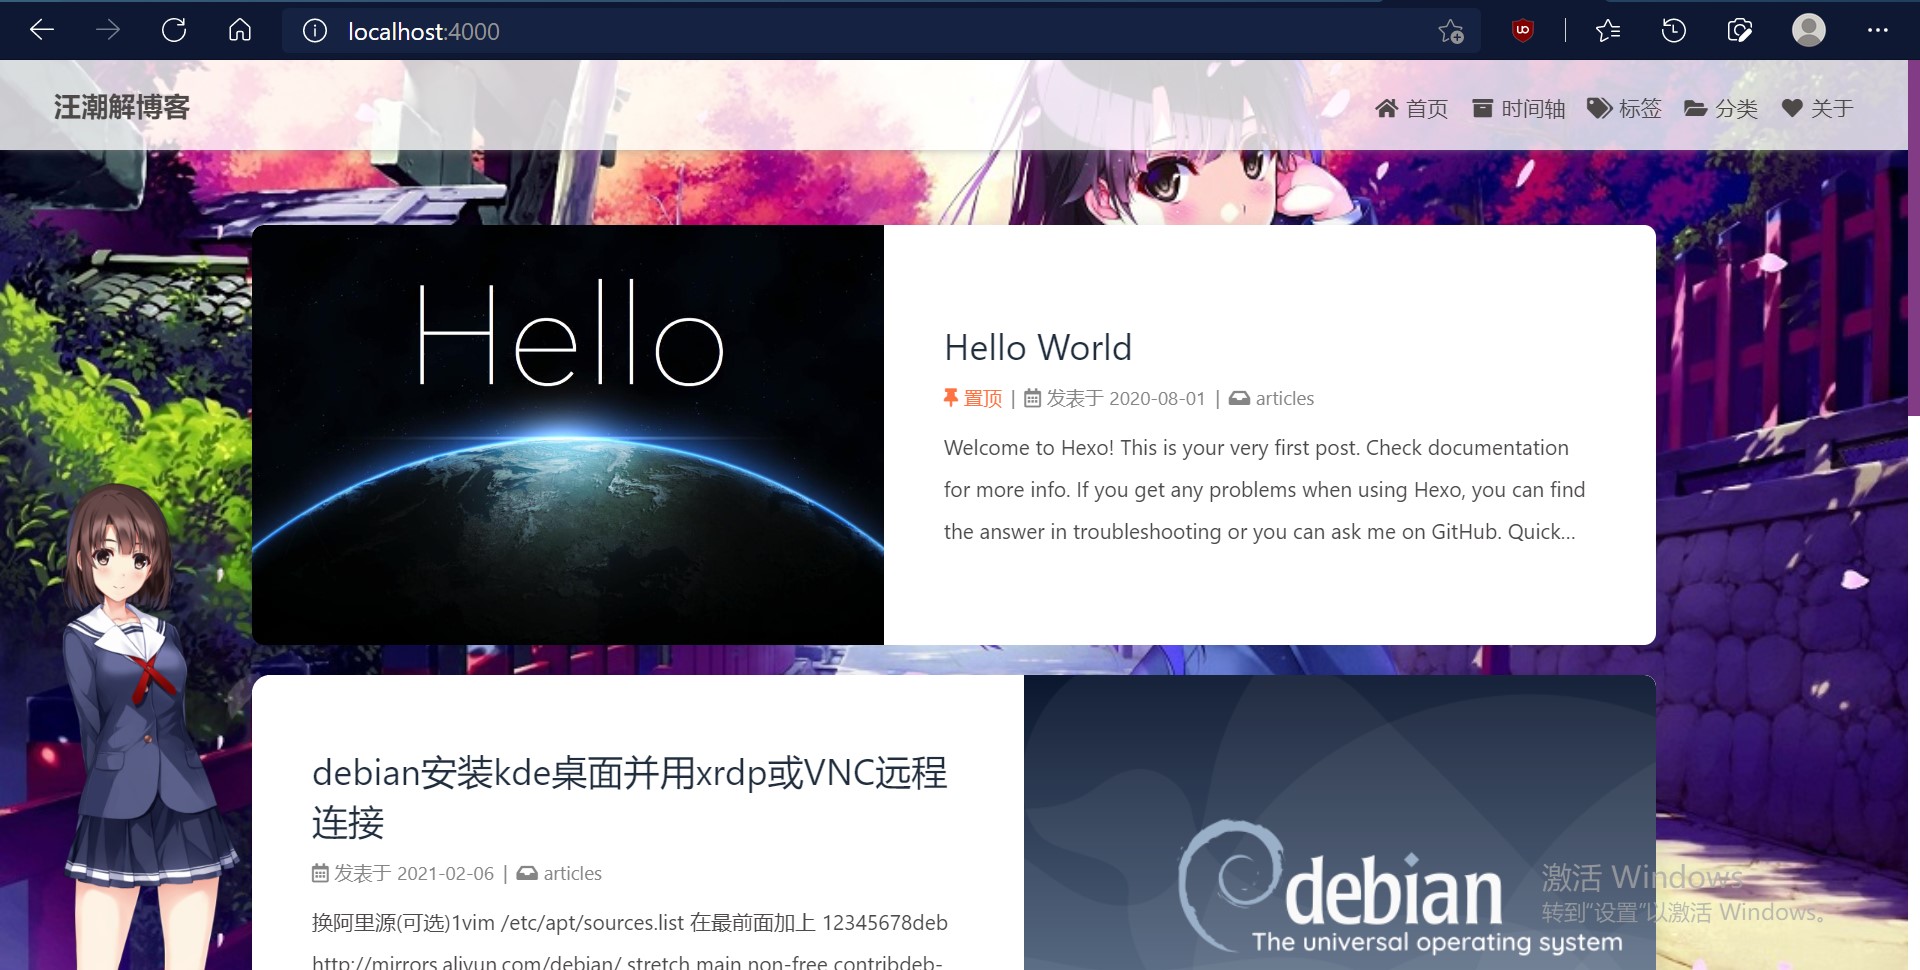 localhost:4000
汪潮解博客
首页 时间轴 标签 分类 关于
Hello
Hello World
置顶 | 发表于 2020-08-01 | articles
Welcome to Hexo! This is your very first post. Check documentation
for more info. If you get any problems when using Hexo, you can find
the answer in troubleshooting or you can ask me on GitHub. Quick...
debian安装kde桌面并用xrdp或VNC远程
连接
发表于 2021-02-06 | articles
换阿里源(可选)1vim /etc/apt/sources.list 在最前面加上 12345678deb
http://mirrors.aliyun.com/debian/ stretch main non-free contribdeb-
debian
The universal operating system
激活 Windows
转到“设置”以激活 Windows。